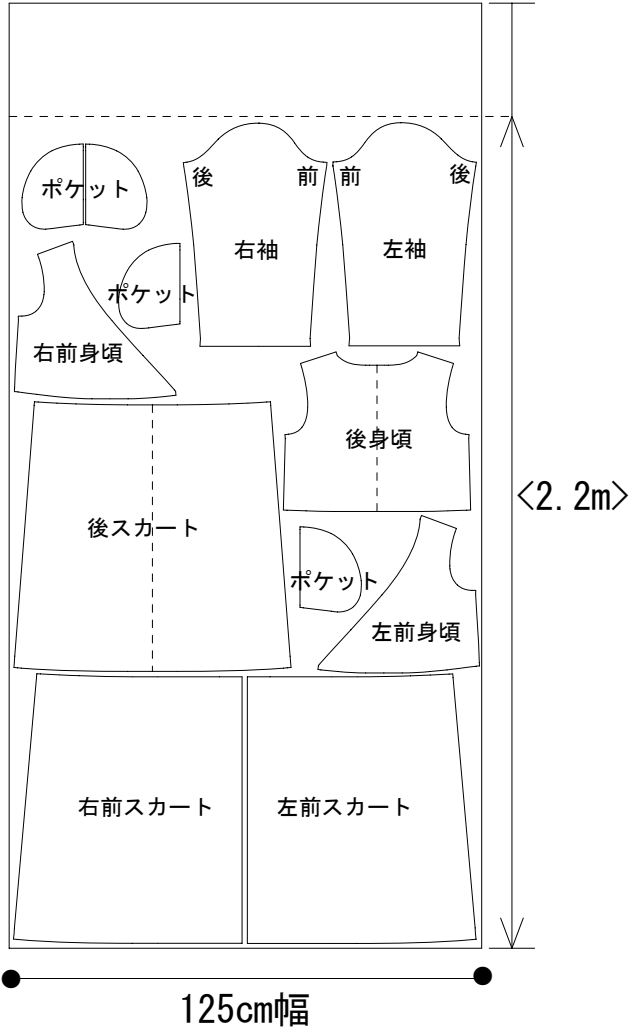 後
前
前
後
ポケット
右袖
左袖
ポケット
右前身頃
後身頃
<2.2m>
後スカート
ポケット
左前身頃
右前スカート
左前スカート
125cm幅